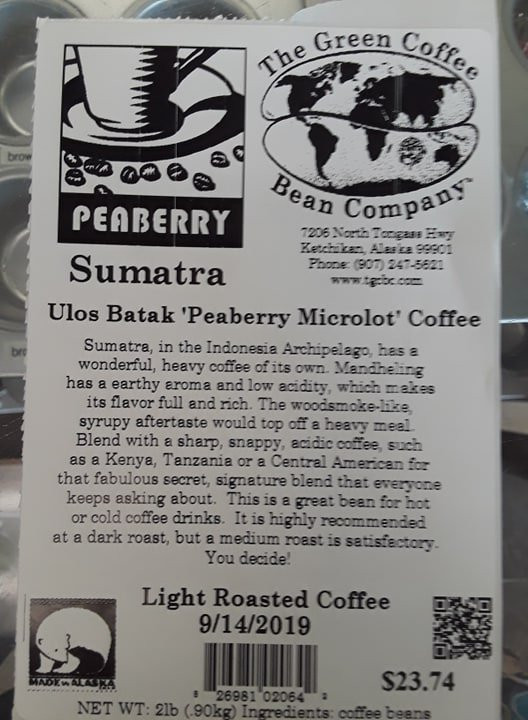 The Green Coffee
Bean Company™
PEABERRY
7206 North Tongass Hwy
Ketchikan, Alaska 99901
Phone: (907) 247-5621
www.tgcbc.com
Sumatra
Ulos Batak 'Peaberry Microlot' Coffee
Sumatra, in the Indonesia Archipelago, has a
wonderful, heavy coffee of its own. Mandheling
has a earthy aroma and low acidity, which makes
its flavor full and rich. The woodsmoke-like,
syrupy aftertaste would top off a heavy meal.
Blend with a sharp, snappy, acidic coffee, such
as a Kenya, Tanzania or a Central American for
that fabulous secret, signature blend that everyone
keeps asking about. This is a great bean for hot
or cold coffee drinks. It is highly recommended
at a dark roast, but a medium roast is satisfactory.
You decide!
Light Roasted Coffee
9/14/2019
MADE IN ALASKA
8 26981 02064 2
$23.74
NET WT: 2lb (.90kg) Ingredients: coffee beans